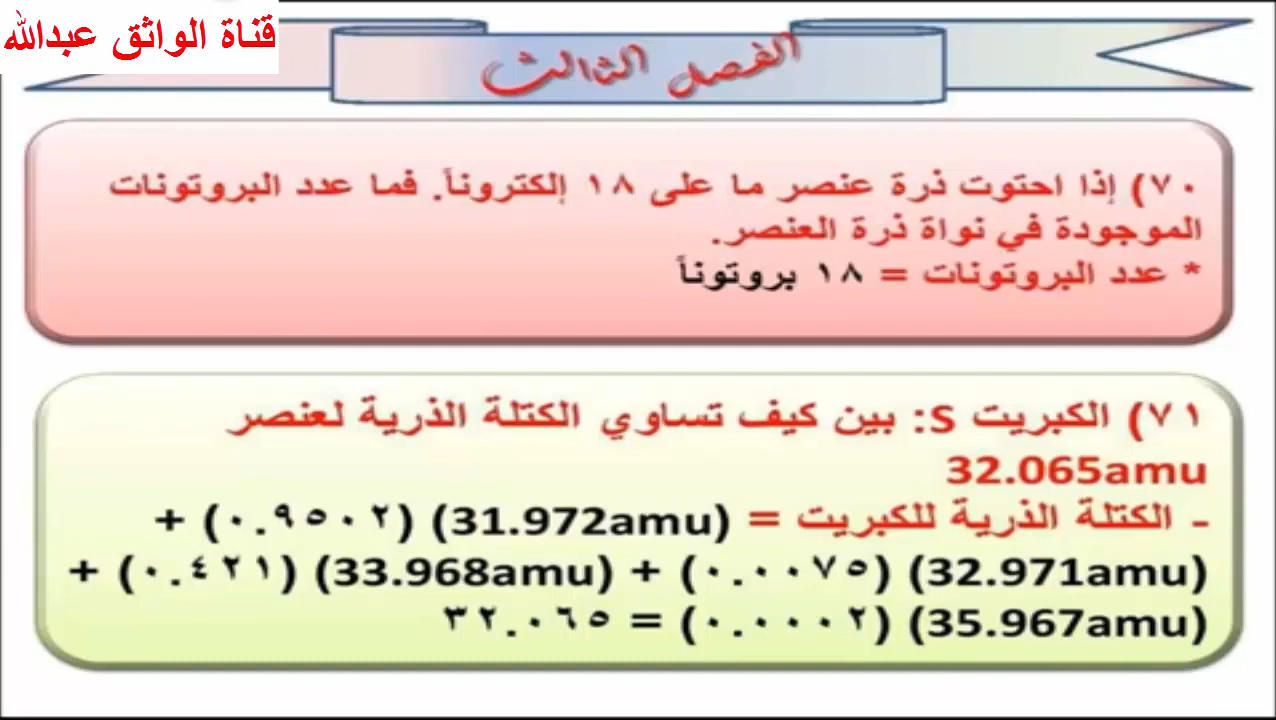 قناة الواثق عبدالله
الفصل الثالث
٧٠) إذا احتوت ذرة عنصر ما على ١٨ إلكتروناً. فما عدد البروتونات
الموجودة في نواة ذرة العنصر.
* عدد البروتونات = ١٨ بروتوناً
٧١) الكبريت S: بين كيف تساوي الكتلة الذرية لعنصر
32.065amu
- الكتلة الذرية للكبريت = (31.972amu) (٠.٩٥٠٢) +
(32.971amu) (٠.٠٠٧٥) + (33.968amu) (٠.٤٢١) +
(35.967amu) (٠.٠٠٠٢) = ٣٢.٠٦٥